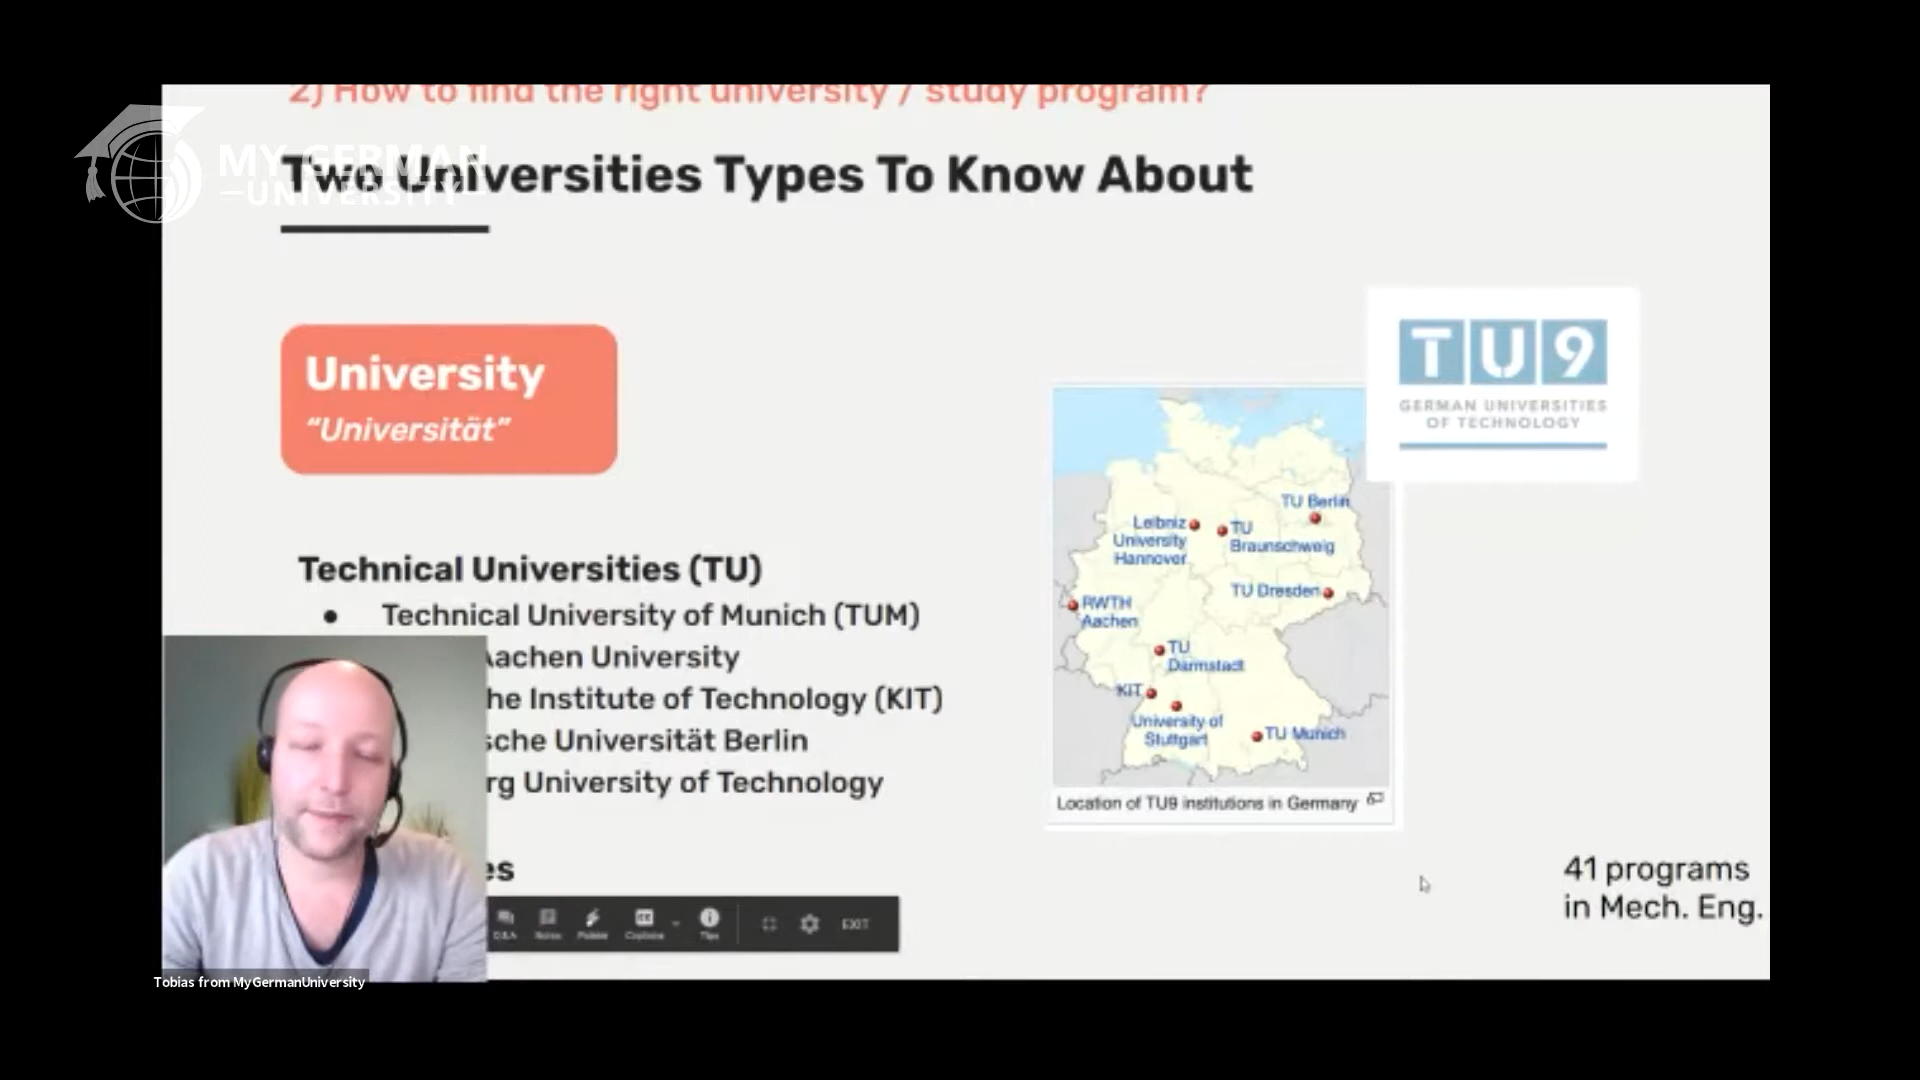 2) How to find the right university / study program?
MY GERMAN
UNIVERSITY
Two Universities Types To Know About
University
“Universität”
TU9
GERMAN UNIVERSITIES
OF TECHNOLOGY
TU Berlin
Leibniz
University
Hannover
TU
Braunschweig
TU Dresden
RWTH
Aachen
TU
Darmstadt
KIT
University of
Stuttgart
TU Munich
Location of TU9 institutions in Germany
Technical Universities (TU)
● Technical University of Munich (TUM)
Aachen University
he Institute of Technology (KIT)
sche Universität Berlin
rg University of Technology
es
41 programs
in Mech. Eng.
Q&A Notes Pointer Captions Tips EXIT
Tobias from MyGermanUniversity